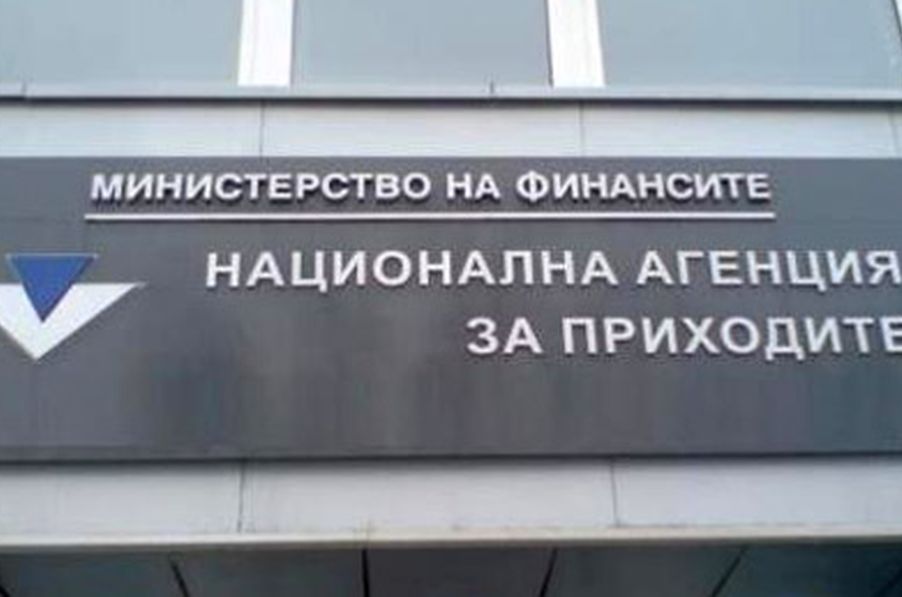 МИНИСТЕРСТВО НА ФИНАНСИТЕ
НАЦИОНАЛНА АГЕНЦИЯ
ЗА ПРИХОДИТЕ